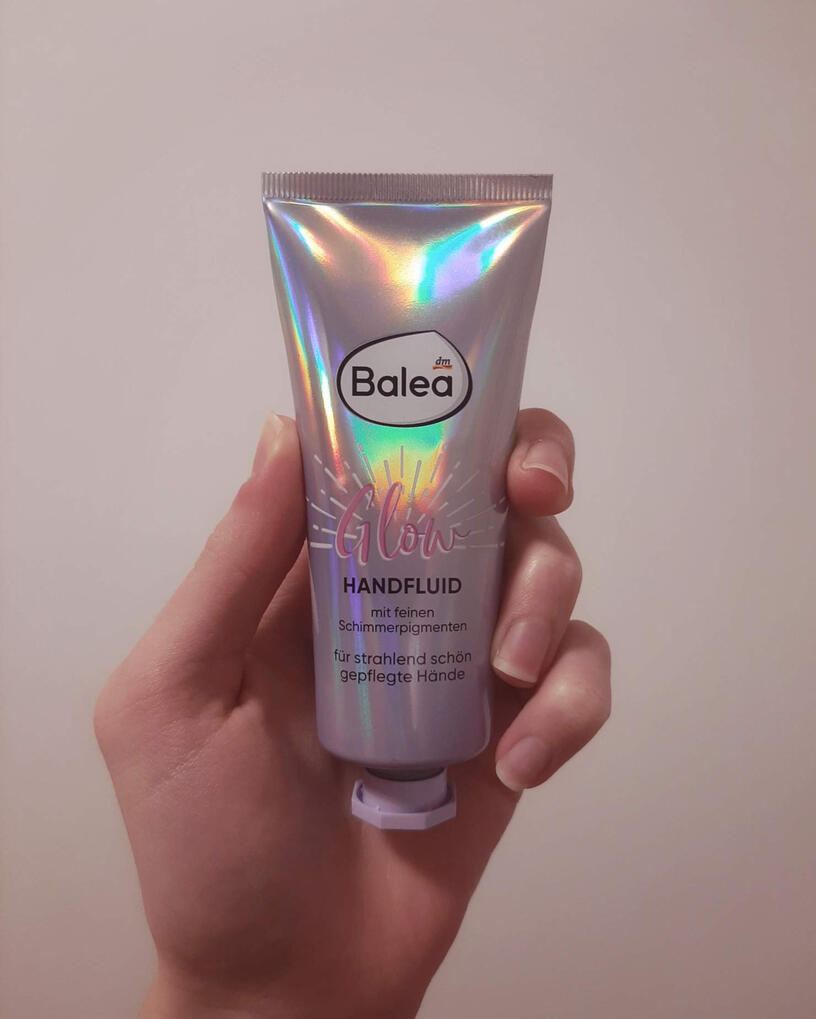 dm
Balea
Glow
HANDFLUID
mit feinen
Schimmerpigmenten
für strahlend schön
gepflegte Hände